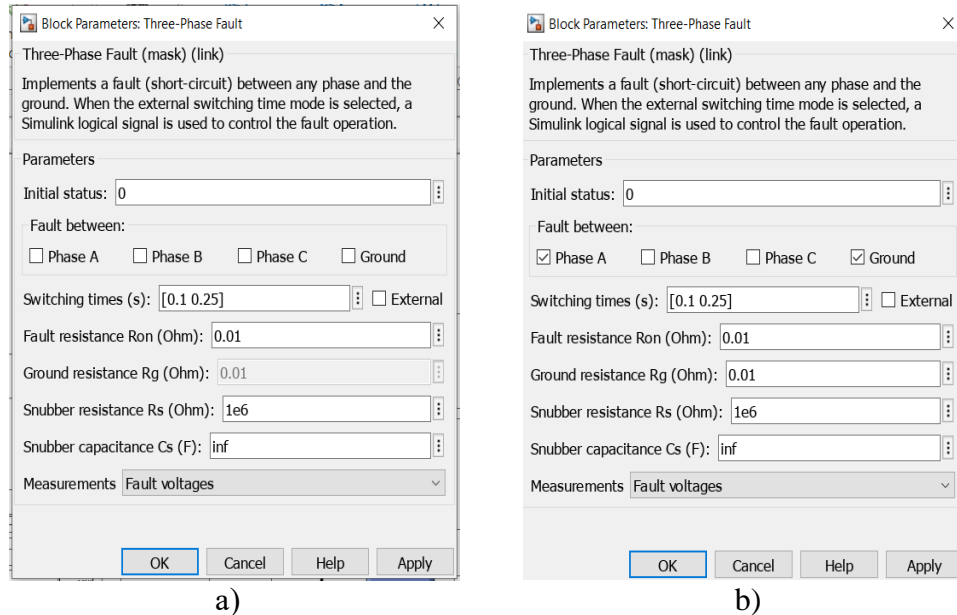 Block Parameters: Three-Phase Fault
Three-Phase Fault (mask) (link)
Implements a fault (short-circuit) between any phase and the
ground. When the external switching time mode is selected, a
Simulink logical signal is used to control the fault operation.
Parameters
Initial status: 0
Fault between:
Phase A Phase B Phase C Ground
Switching times (s): [0.1 0.25] External
Fault resistance Ron (Ohm): 0.01
Ground resistance Rg (Ohm): 0.01
Snubber resistance Rs (Ohm): 1e6
Snubber capacitance Cs (F): inf
Measurements Fault voltages
OK Cancel Help Apply
a)
Block Parameters: Three-Phase Fault
Three-Phase Fault (mask) (link)
Implements a fault (short-circuit) between any phase and the
ground. When the external switching time mode is selected, a
Simulink logical signal is used to control the fault operation.
Parameters
Initial status: 0
Fault between:
Phase A Phase B Phase C Ground
Switching times (s): [0.1 0.25] External
Fault resistance Ron (Ohm): 0.01
Ground resistance Rg (Ohm): 0.01
Snubber resistance Rs (Ohm): 1e6
Snubber capacitance Cs (F): inf
Measurements Fault voltages
OK Cancel Help Apply
b)